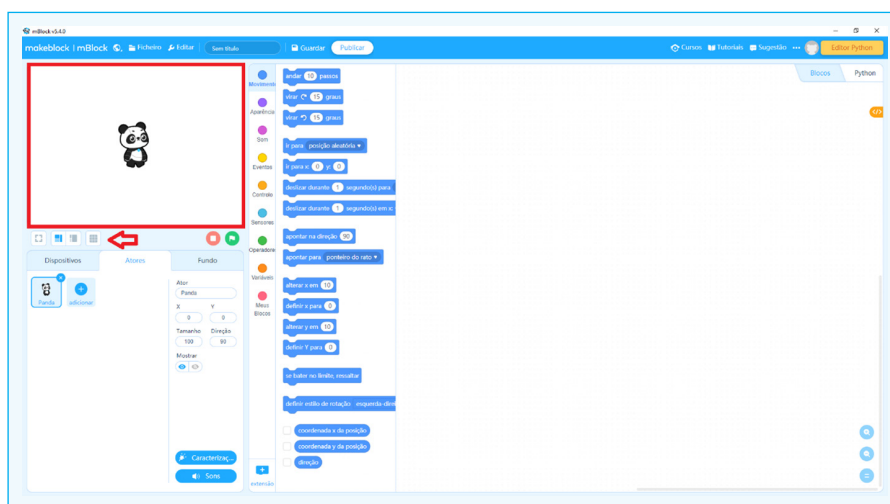 mBlock v5.4.0
makeblock | mBlock Ficheiro Editar Sem título Guardar Publicar Cursos Tutoriais Sugestão Editor Python
Blocos Python
Movimento
Aparência
Som
Eventos
Controlo
Sensores
Operadore
Variáveis
Meus
Blocos
extensão
andar 10 passos
virar 15 graus
virar 15 graus
ir para posição aleatória
ir para x: 0 y: 0
deslizar durante 1 segundo(s) para
deslizar durante 1 segundo(s) em x:
apontar na direção 90
apontar para ponteiro do rato
alterar x em 10
definir x para 0
alterar y em 10
definir Y para 0
se bater no limite, ressaltar
definir estilo de rotação esquerda-direi
coordenada x da posição
coordenada y da posição
direção
Dispositivos Atores Fundo
Panda adicionar
Ator
Panda
X Y
0 0
Tamanho Direção
100 90
Mostrar
Caracterizaç...
Sons